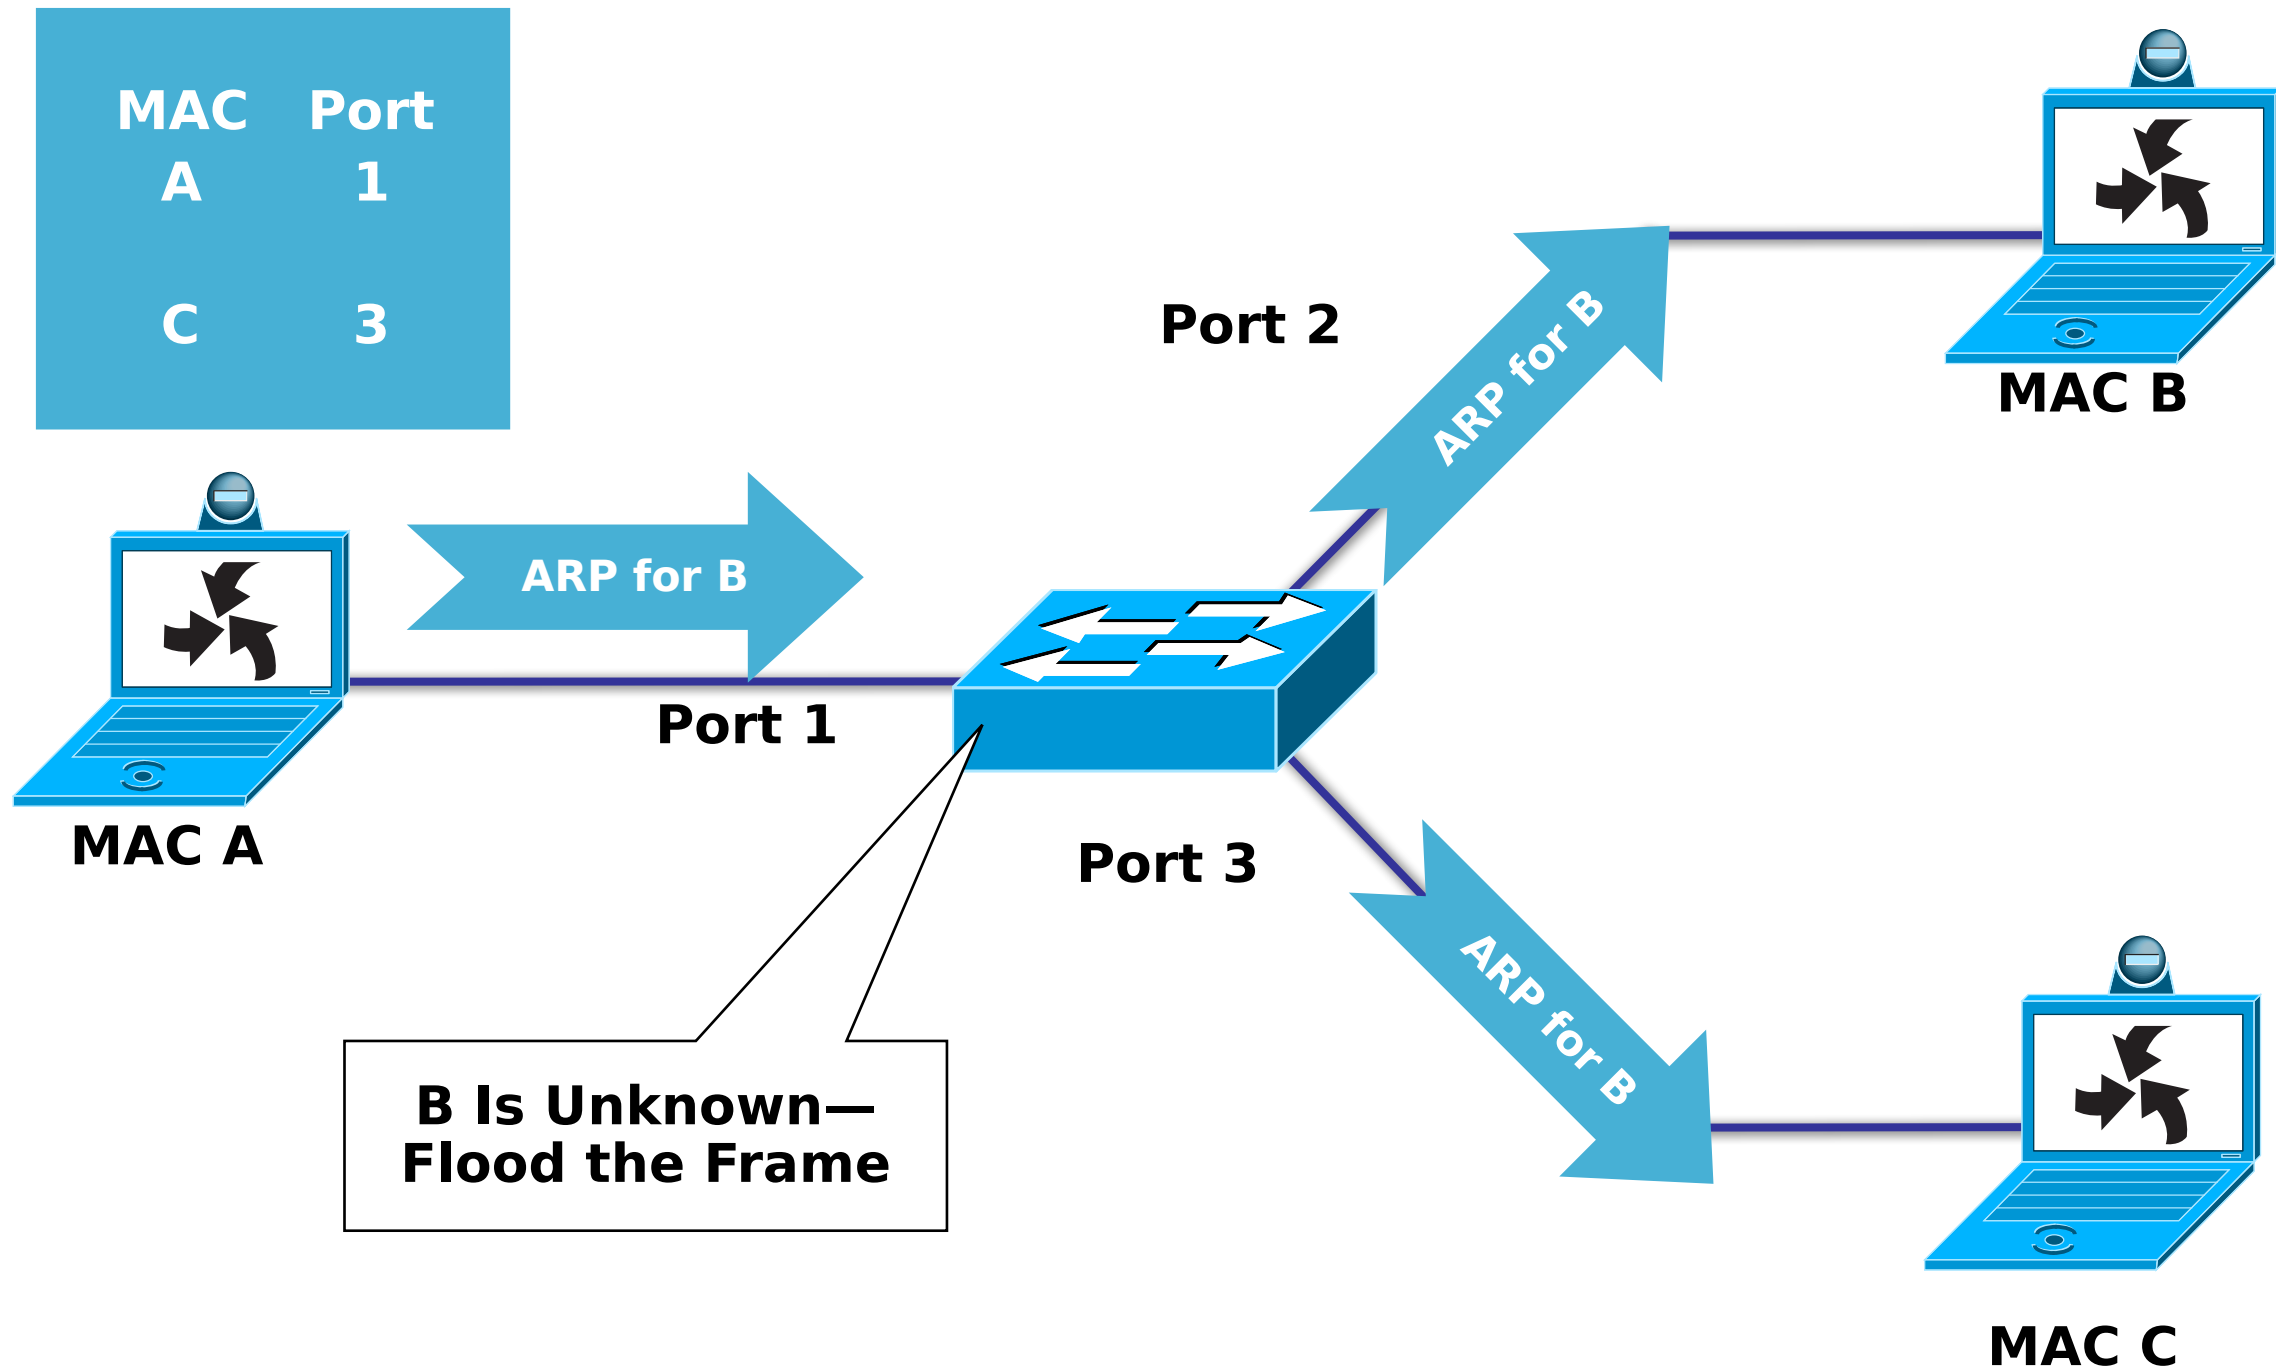 MAC Port
A 1
C 3
Port 2
ARP for B
MAC B
ARP for B
Port 1
MAC A
Port 3
ARP for B
B Is Unknown—
Flood the Frame
MAC C